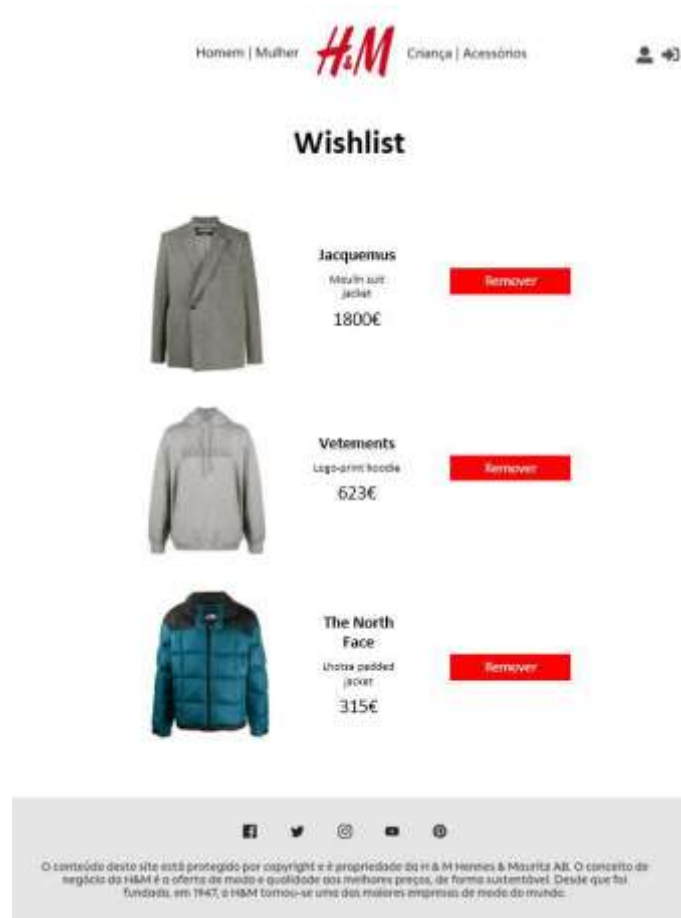 Homem | Mulher H&M Criança | Acessórios
Wishlist
Jacquemus
Moulin suit
jacket
1800€
Remover
Vetements
Logo-print hoodie
623€
Remover
The North
Face
Lhotse padded
jacket
315€
Remover
O conteúdo deste site está protegido por copyright e é propriedade da H & M Hennes & Mauritz AB. O conceito de
negócio da H&M é a oferta de moda e qualidade aos melhores preços, de forma sustentável. Desde que foi
fundada, em 1947, a H&M tornou-se uma das maiores empresas de moda do mundo.